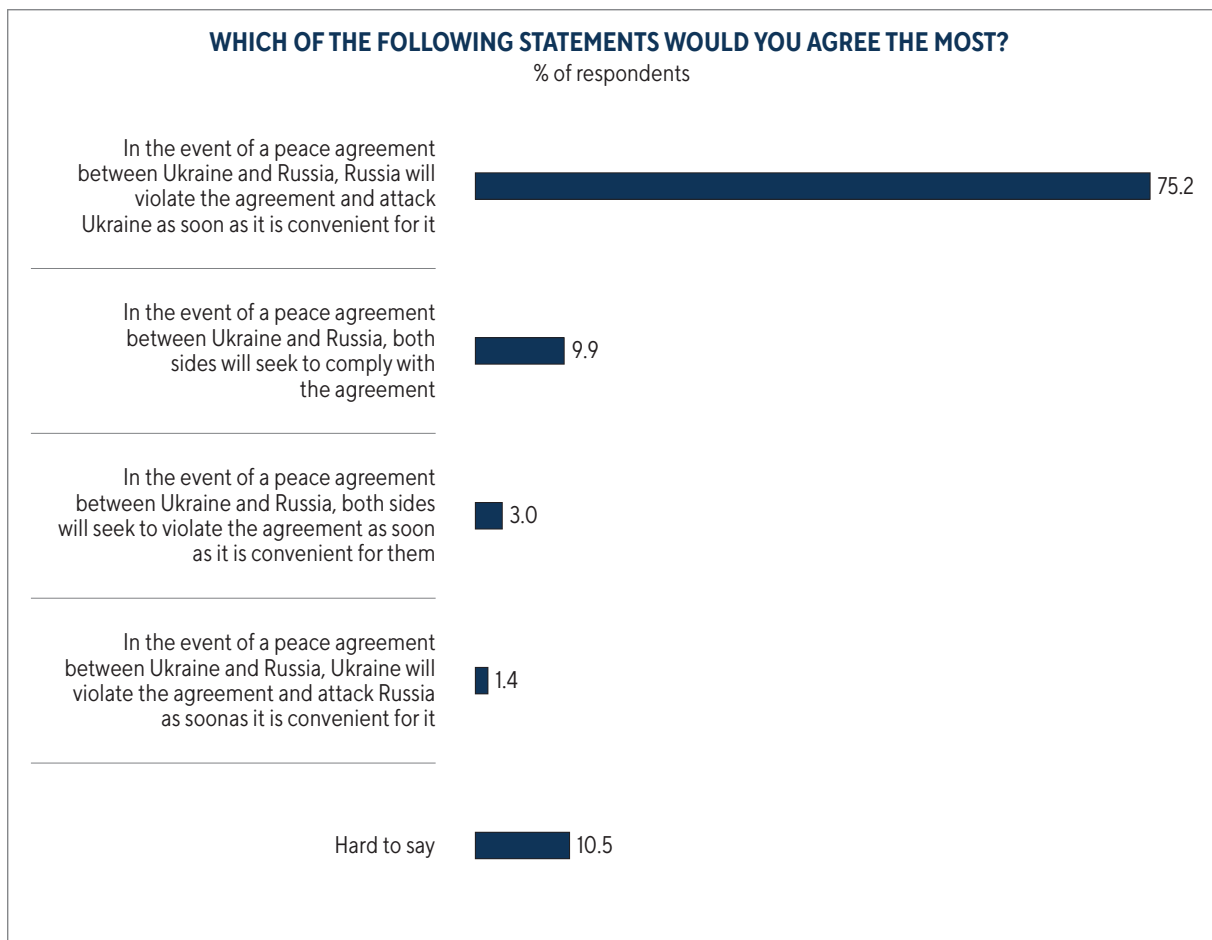 WHICH OF THE FOLLOWING STATEMENTS WOULD YOU AGREE THE MOST?
% of respondents
In the event of a peace agreement
between Ukraine and Russia, Russia will
violate the agreement and attack
Ukraine as soon as it is convenient for it
75.2
In the event of a peace agreement
between Ukraine and Russia, both
sides will seek to comply with
the agreement
9.9
In the event of a peace agreement
between Ukraine and Russia, both sides
will seek to violate the agreement as soon
as it is convenient for them
3.0
In the event of a peace agreement
between Ukraine and Russia, Ukraine will
violate the agreement and attack Russia
as soonas it is convenient for it
1.4
Hard to say
10.5